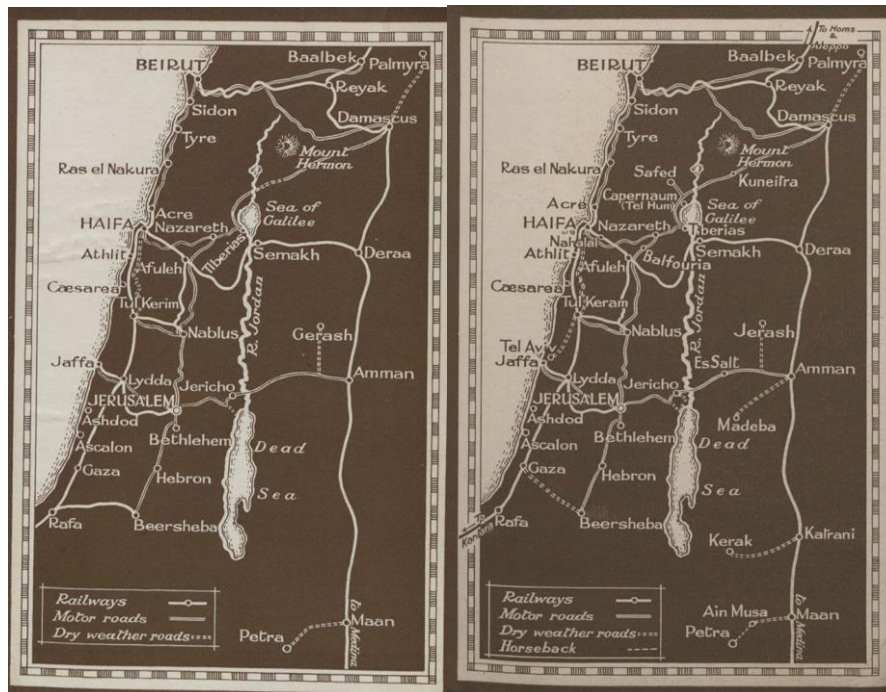 BEIRUT
Baalbek
Palmyra
Reyak
Sidon
Damascus
Tyre
Mount
Hermon
Ras el Nakura
Acre
Sea of
Galilee
HAIFA
Nazareth
Tiberias
Athlit
Semakh
Deraa
Afuleh
Cæsarea
Tul Kerim
R. Jordan
Nablus
Gerash
Jaffa
Lydda
Jericho
Amman
JERUSALEM
Ashdod
Bethlehem
Dead
Ascalon
Gaza
Hebron
Sea
Rafa
Beersheba
Railways
Motor roads
Dry weather roads
to
Medina
Maan
Petra
To Homs
&
Aleppo
BEIRUT
Baalbek
Palmyra
Reyak
Sidon
Damascus
Tyre
Mount
Hermon
Ras el Nakura
Safed
Kuneitra
Capernaum
(Tel Hum)
Acre
Sea of
Galilee
HAIFA
Nazareth
Tiberias
Nahalal
Athlit
Semakh
Deraa
Afuleh
Balfouria
Cæsarea
Tul Keram
R. Jordan
Nablus
Jerash
Tel Aviv
Jaffa
Es Salt
Lydda
Jericho
Amman
JERUSALEM
Ashdod
Madeba
Bethlehem
Dead
Ascalon
Gaza
Hebron
Sea
To
Kantara
Rafa
Beersheba
Kerak
Katrani
Railways
Motor roads
Dry weather roads
Horseback
to
Medina
Ain Musa
Maan
Petra